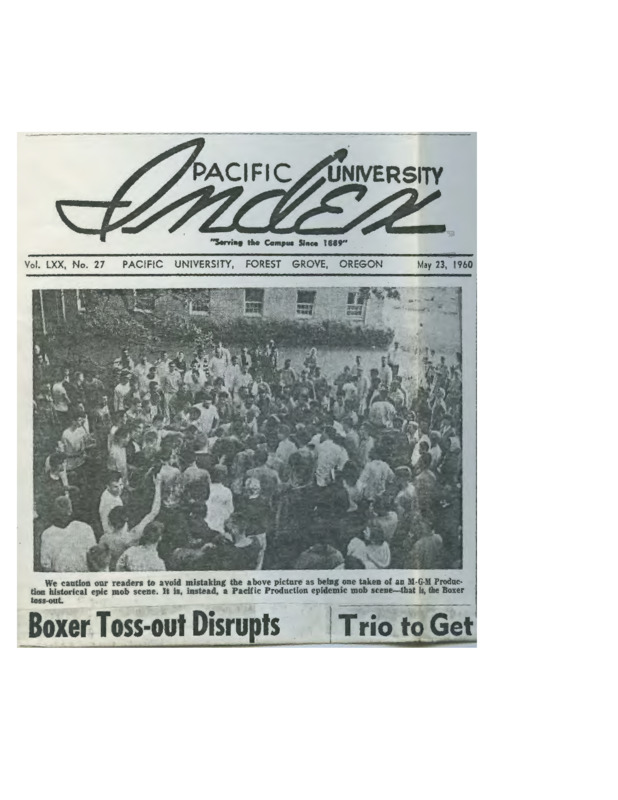 PACIFIC UNIVERSITY
Index
"Serving the Campus Since 1889"
Vol. LXX, No. 27 PACIFIC UNIVERSITY, FOREST GROVE, OREGON May 23, 1960
We caution our readers to avoid mistaking the above picture as being one taken of an M-G-M Produc-
tion historical epic mob scene. It is, instead, a Pacific Production epidemic mob scene—that is, the Boxer
toss-out.
Boxer Toss-out Disrupts
Trio to Get